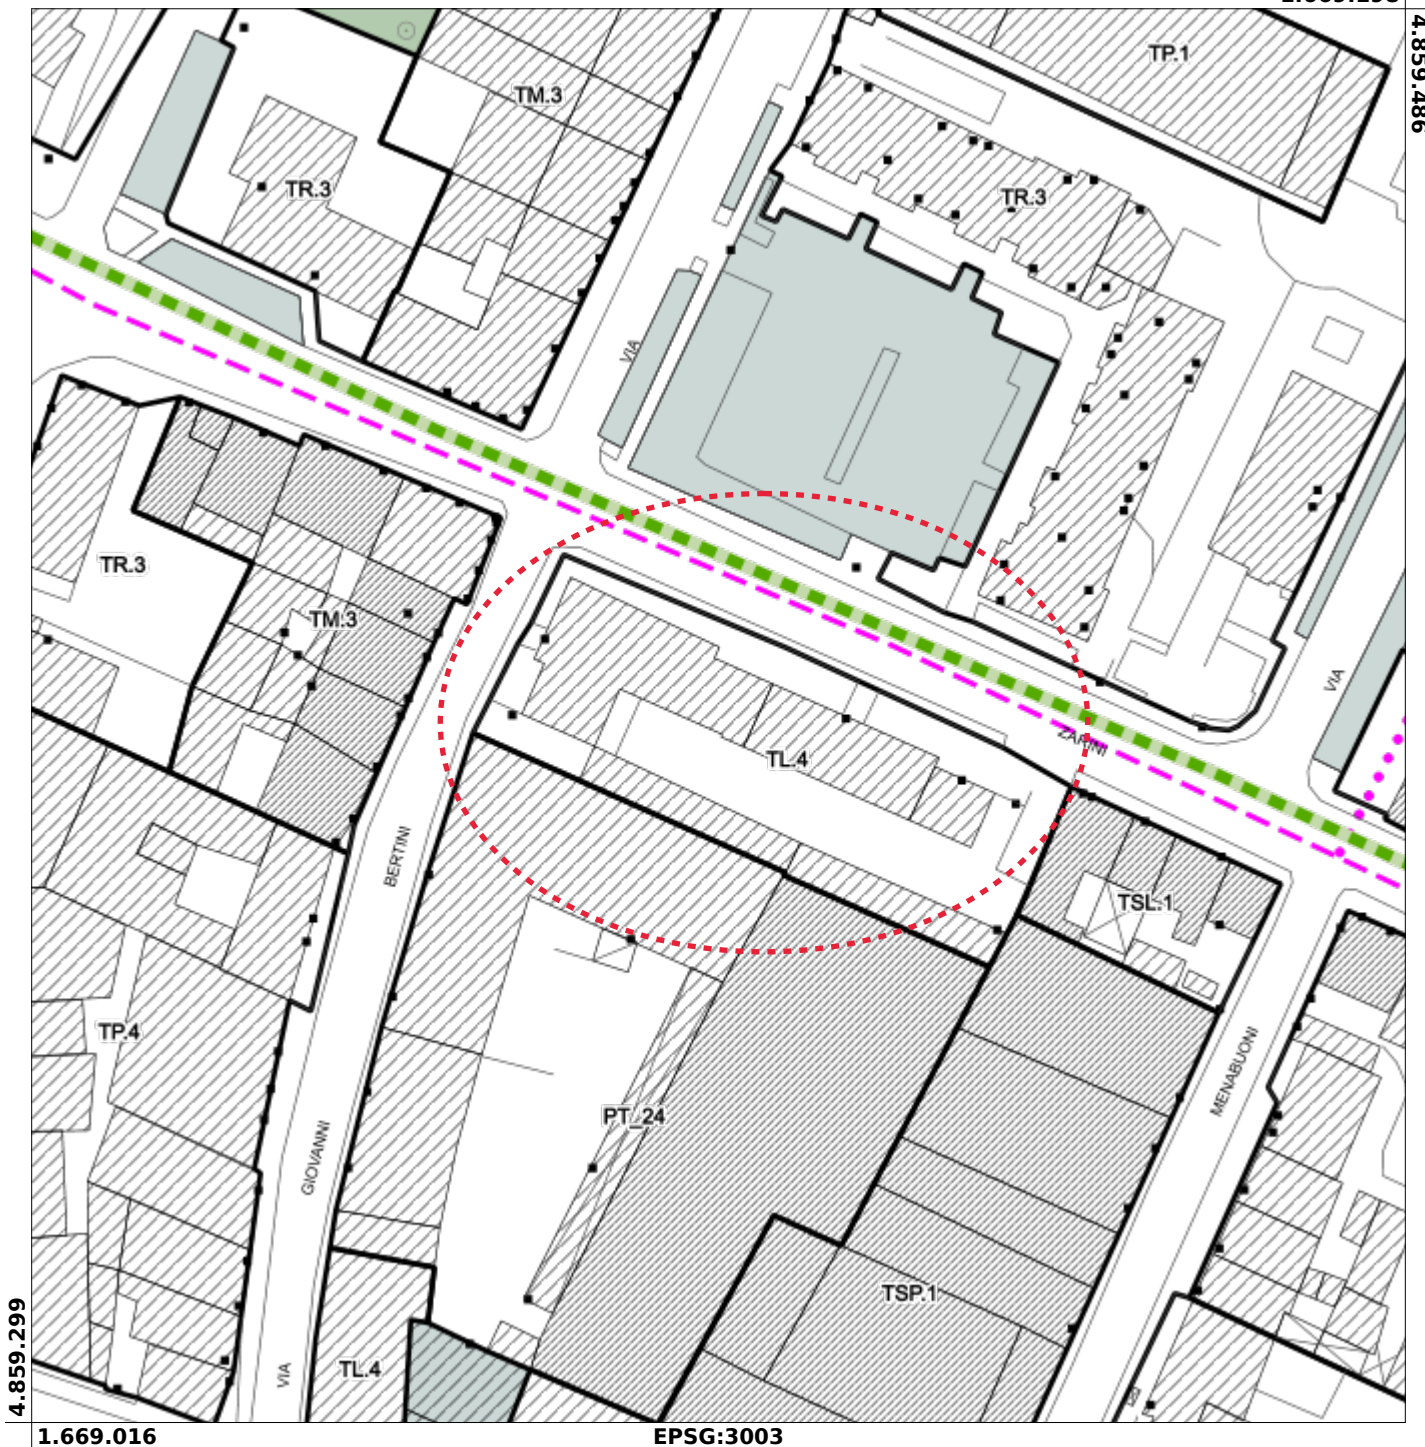 4.859.486
TP.1
TM.3
TR.3
TR.3
VIA
TR.3
TM.3
VIA
ZARINI
TL.4
BERTINI
TSL.1
TP.4
MENABUONI
PT_24
GIOVANNI
TSP.1
4.859.299
VIA
TL.4
1.669.016
EPSG:3003